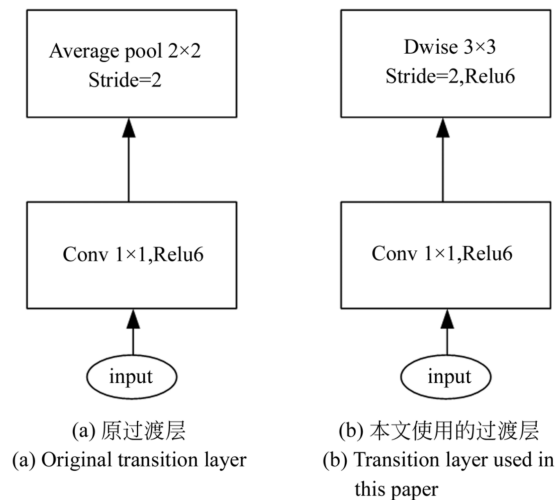 Average pool 2×2
Stride=2
Conv 1×1,Relu6
input
(a) 原过渡层
(a) Original transition layer
Dwise 3×3
Stride=2,Relu6
Conv 1×1,Relu6
input
(b) 本文使用的过渡层
(b) Transition layer used in
this paper